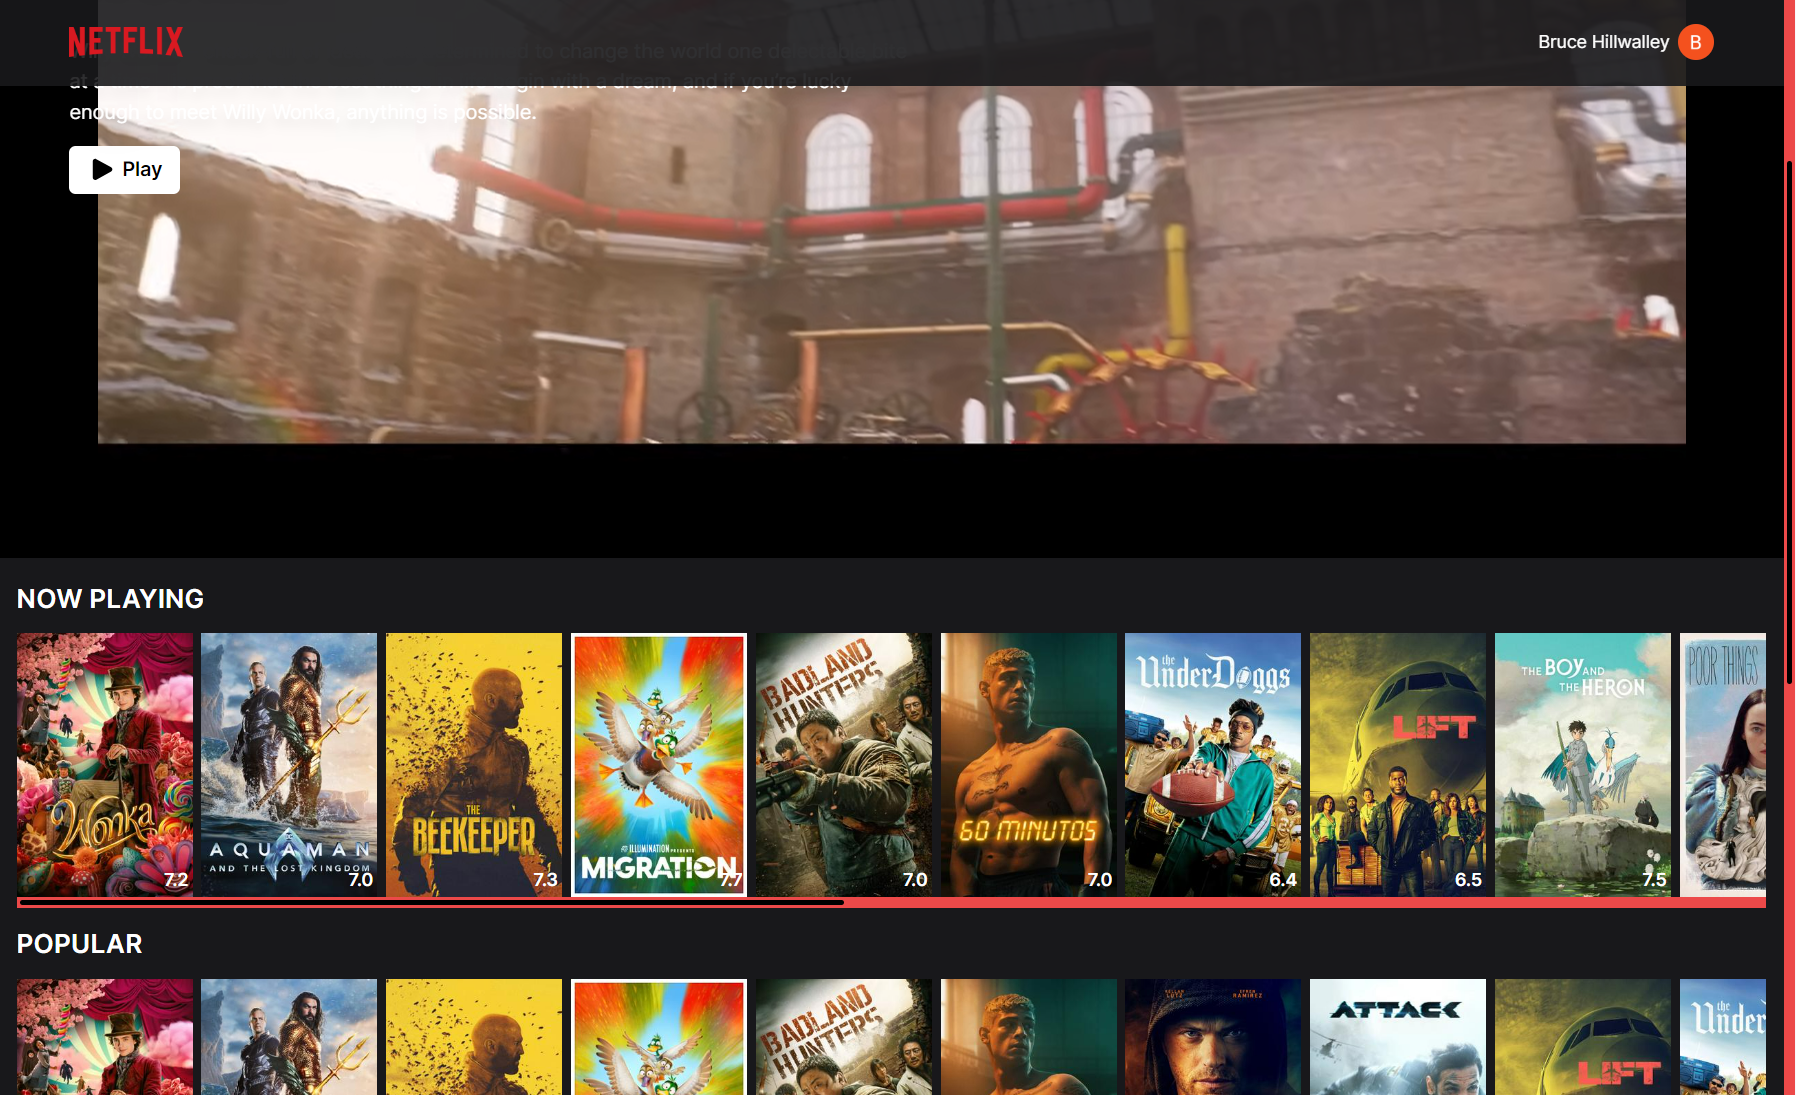 NETFLIX
Bruce Hillwalley
B
to change the world one
at a
with a dream, and if you're lucky
enough to meet Willy Wonka, anything is possible.
Play
NOW PLAYING
Wonka
7.2
AQUAMAN
AND THE LOST KINGDOM
7.0
THE
BEEKEEPER
7.3
ILLUMINATION PRESENTS
MIGRATION
7.7
BADLAND
HUNTERS
7.0
60 MINUTOS
7.0
the
UnderDoggs
6.4
LIFT
6.5
THE BOY AND
THE HERON
7.5
POOR THINGS
POPULAR
BADLAND
HUNTERS
KELLAN
LUTZ
EFREN
RAMIREZ
ATTACK
LIFT
the
Under